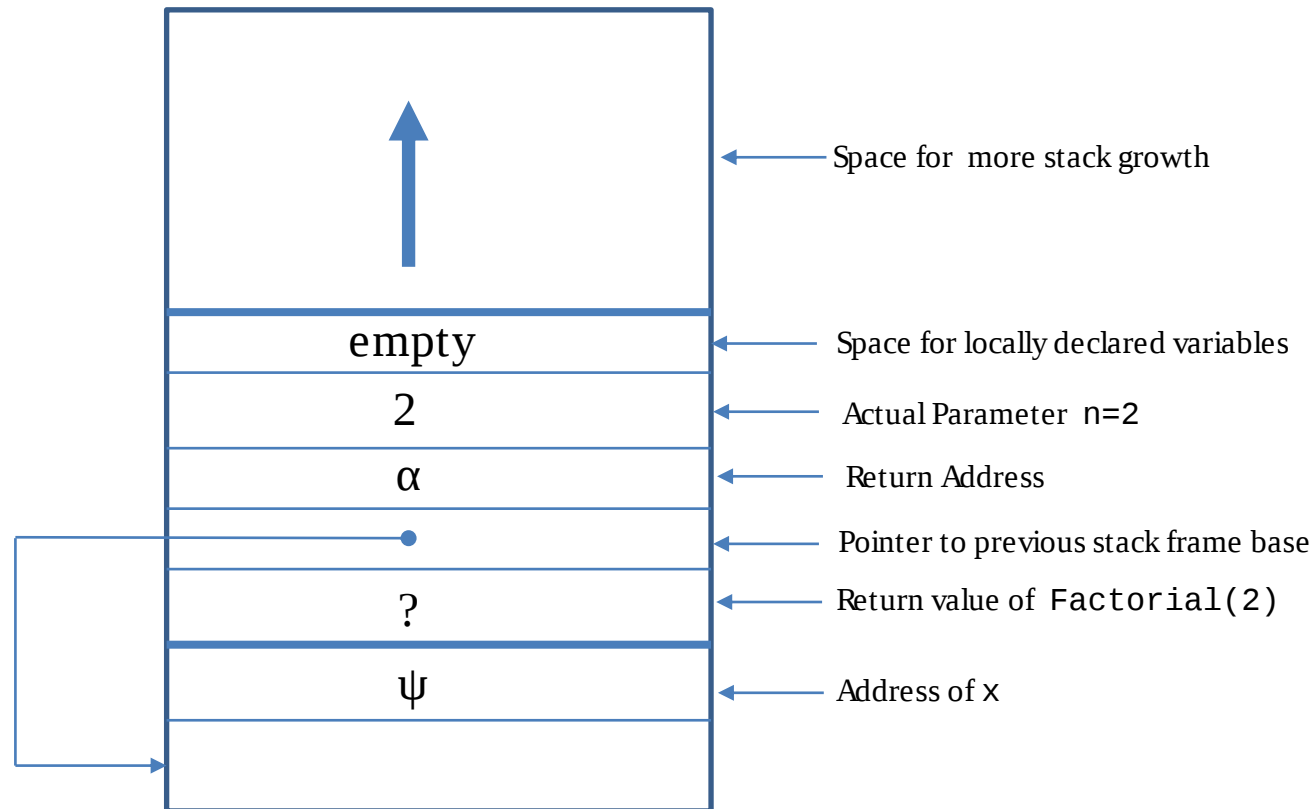 Space for more stack growth
empty
Space for locally declared variables
2
Actual Parameter n=2
α
Return Address
Pointer to previous stack frame base
?
Return value of Factorial(2)
ψ
Address of x